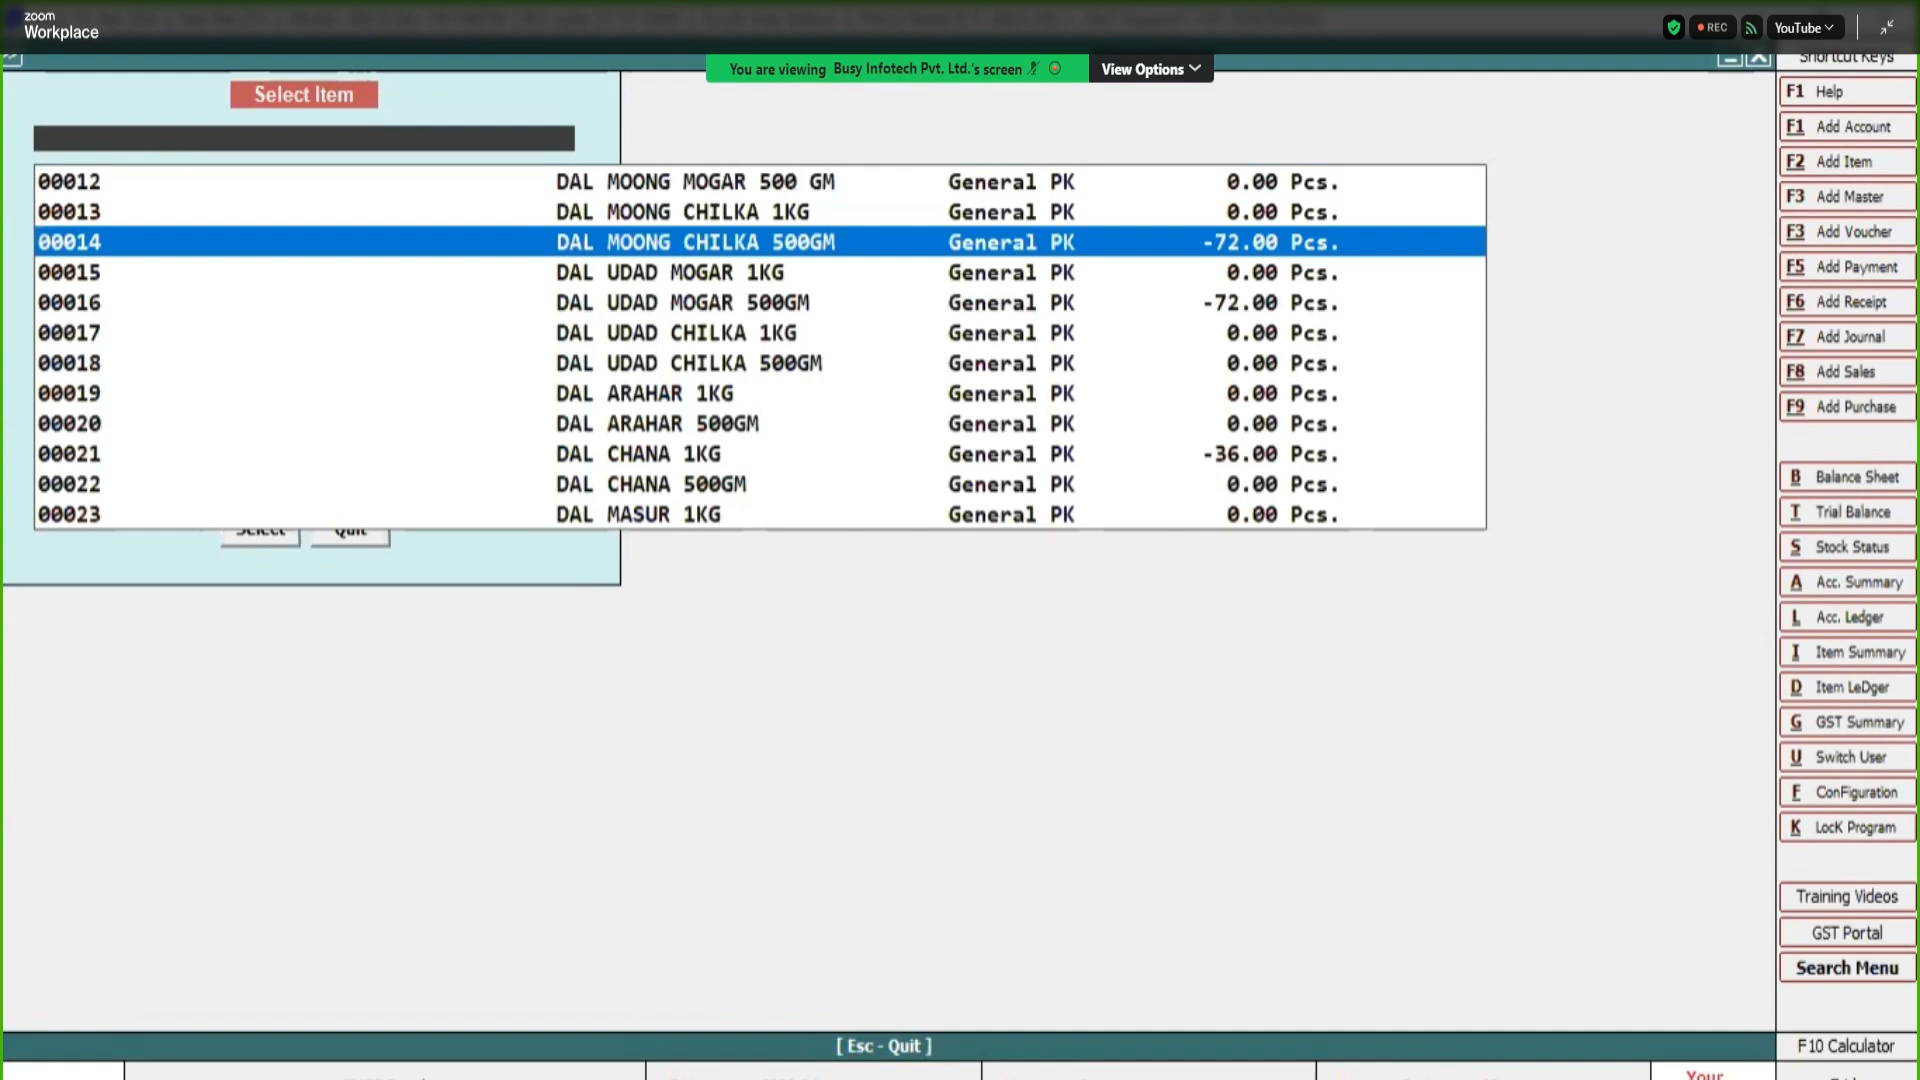 zoom
Workplace
REC
YouTube
You are viewing Busy Infotech Pvt. Ltd.'s screen
View Options
Shortcut Keys
Select Item
00012 DAL MOONG MOGAR 500 GM General PK 0.00 Pcs.
00013 DAL MOONG CHILKA 1KG General PK 0.00 Pcs.
00014 DAL MOONG CHILKA 500GM General PK -72.00 Pcs.
00015 DAL UDAD MOGAR 1KG General PK 0.00 Pcs.
00016 DAL UDAD MOGAR 500GM General PK -72.00 Pcs.
00017 DAL UDAD CHILKA 1KG General PK 0.00 Pcs.
00018 DAL UDAD CHILKA 500GM General PK 0.00 Pcs.
00019 DAL ARAHAR 1KG General PK 0.00 Pcs.
00020 DAL ARAHAR 500GM General PK 0.00 Pcs.
00021 DAL CHANA 1KG General PK -36.00 Pcs.
00022 DAL CHANA 500GM General PK 0.00 Pcs.
00023 DAL MASUR 1KG General PK 0.00 Pcs.
Select Quit
F1 Help
F1 Add Account
F2 Add Item
F3 Add Master
F3 Add Voucher
F5 Add Payment
F6 Add Receipt
F7 Add Journal
F8 Add Sales
F9 Add Purchase
B Balance Sheet
T Trial Balance
S Stock Status
A Acc. Summary
L Acc. Ledger
I Item Summary
D Item LeDger
G GST Summary
U Switch User
F ConFiguration
K LocK Program
Training Videos
GST Portal
Search Menu
[ Esc - Quit ]
F10 Calculator
Your